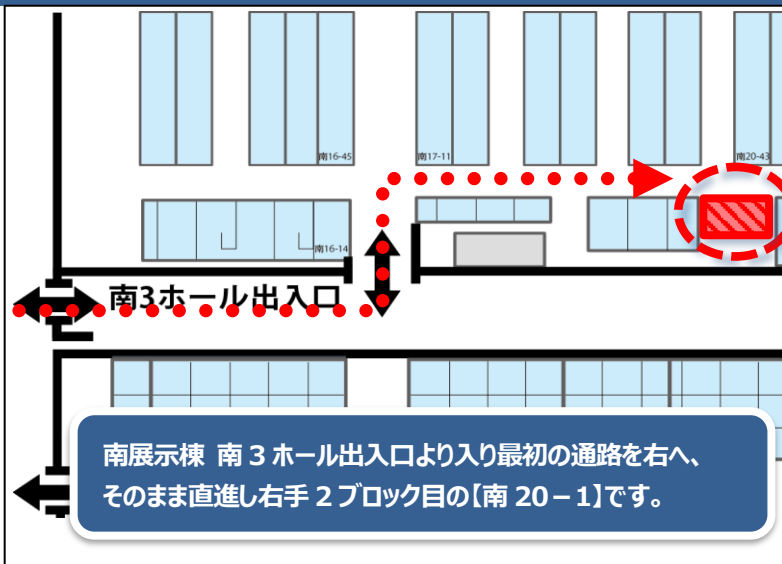 南16-45
南17-11
南20-43
南16-14
南3ホール出入口
南展示棟 南3ホール出入口より入り最初の通路を右へ、
そのまま直進し右手2ブロック目の【南20－1】です。